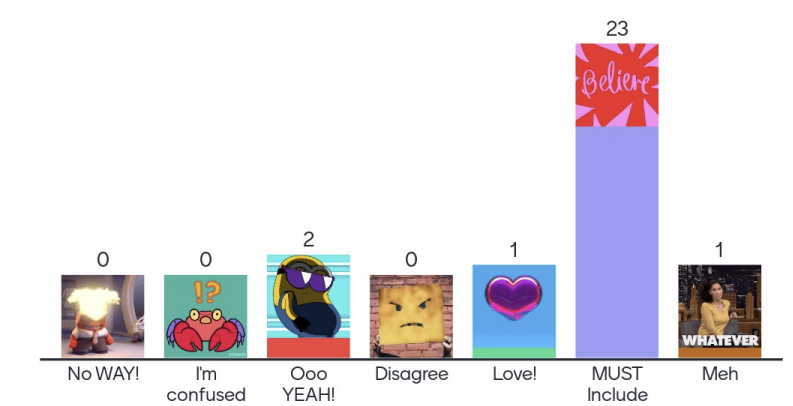 23
Believe
2
1
1
0
0
0
!?
WHATEVER
No WAY!
I'm
confused
Ooo
YEAH!
Disagree
Love!
MUST
Include
Meh